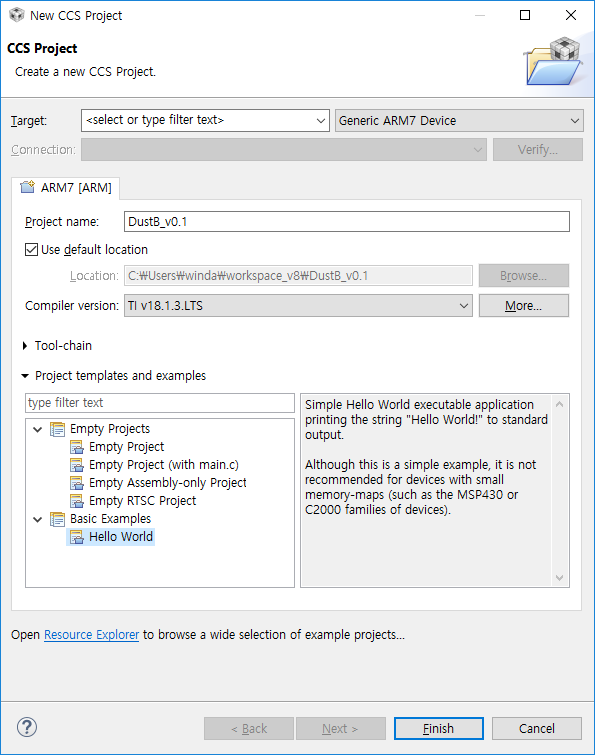 New CCS Project
CCS Project
Create a new CCS Project.
Target: <select or type filter text> Generic ARM7 Device
Connection: Verify...
ARM7 [ARM]
Project name: DustB_v0.1
Use default location
Location: C:₩Users₩winda₩workspace_v8₩DustB_v0.1 Browse...
Compiler version: TI v18.1.3.LTS More...
Tool-chain
Project templates and examples
type filter text
Empty Projects
Empty Project
Empty Project (with main.c)
Empty Assembly-only Project
Empty RTSC Project
Basic Examples
Hello World
Simple Hello World executable application
printing the string "Hello World!" to standard
output.
Although this is a simple example, it is not
recommended for devices with small
memory-maps (such as the MSP430 or
C2000 families of devices).
Open Resource Explorer to browse a wide selection of example projects...
? < Back Next > Finish Cancel